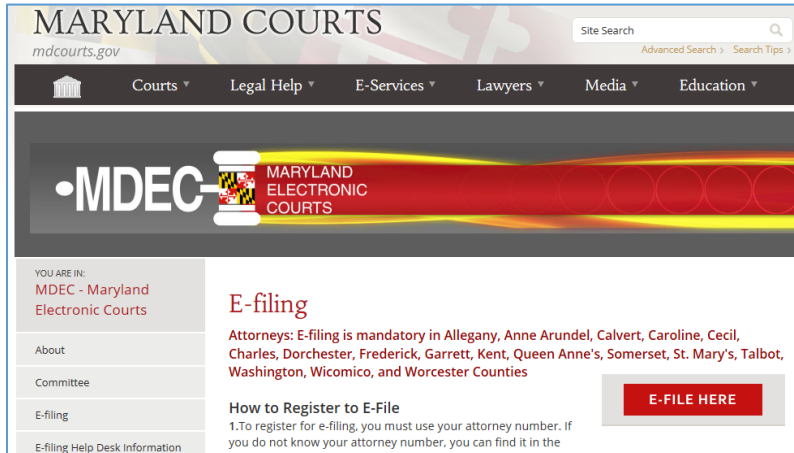 MARYLAND COURTS
mdcourts.gov
Site Search
Advanced Search > Search Tips >
Courts Legal Help E-Services Lawyers Media Education
•MDEC-
MARYLAND
ELECTRONIC
COURTS
YOU ARE IN:
MDEC - Maryland
Electronic Courts
About
Committee
E-filing
E-filing Help Desk Information
E-filing
Attorneys: E-filing is mandatory in Allegany, Anne Arundel, Calvert, Caroline, Cecil,
Charles, Dorchester, Frederick, Garrett, Kent, Queen Anne's, Somerset, St. Mary's, Talbot,
Washington, Wicomico, and Worcester Counties
E-FILE HERE
How to Register to E-File
1.To register for e-filing, you must use your attorney number. If
you do not know your attorney number, you can find it in the